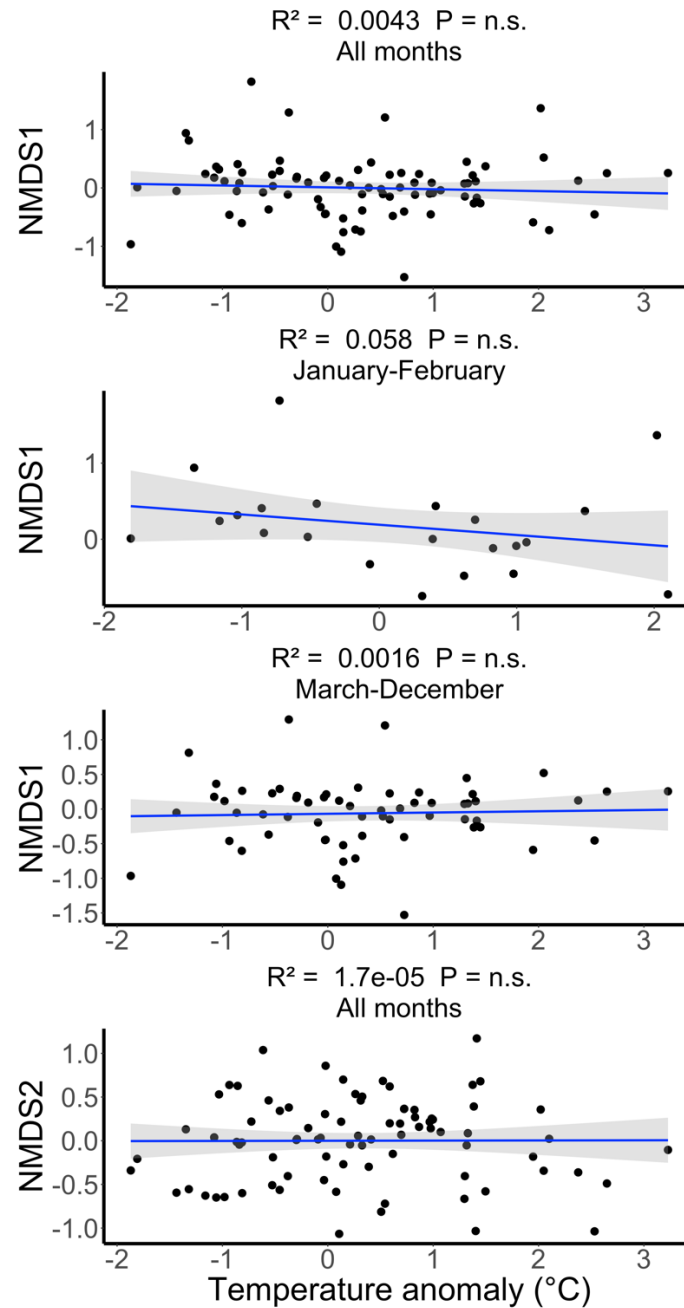 R² = 0.0043 P = n.s.
All months
NMDS1
1
0
-1
-2 -1 0 1 2 3
R² = 0.058 P = n.s.
January-February
NMDS1
1
0
-2 -1 0 1 2
R² = 0.0016 P = n.s.
March-December
NMDS1
1.0
0.5
0.0
-0.5
-1.0
-1.5
-2 -1 0 1 2 3
R² = 1.7e-05 P = n.s.
All months
NMDS2
1.0
0.5
0.0
-0.5
-1.0
-2 -1 0 1 2 3
Temperature anomaly (°C)